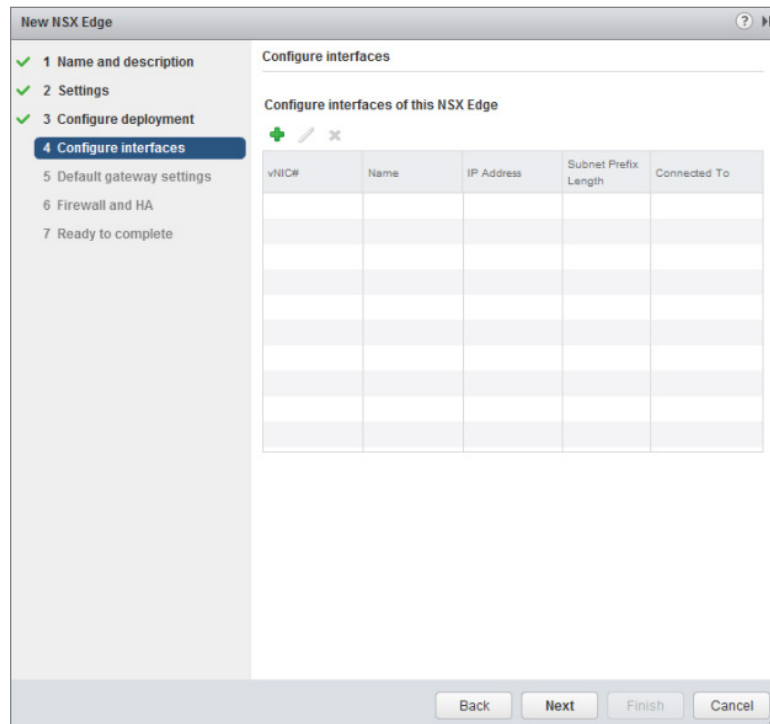 New NSX Edge
?
1 Name and description
2 Settings
3 Configure deployment
4 Configure interfaces
5 Default gateway settings
6 Firewall and HA
7 Ready to complete
Configure interfaces
Configure interfaces of this NSX Edge
vNIC#
Name
IP Address
Subnet Prefix
Length
Connected To
Back
Next
Finish
Cancel